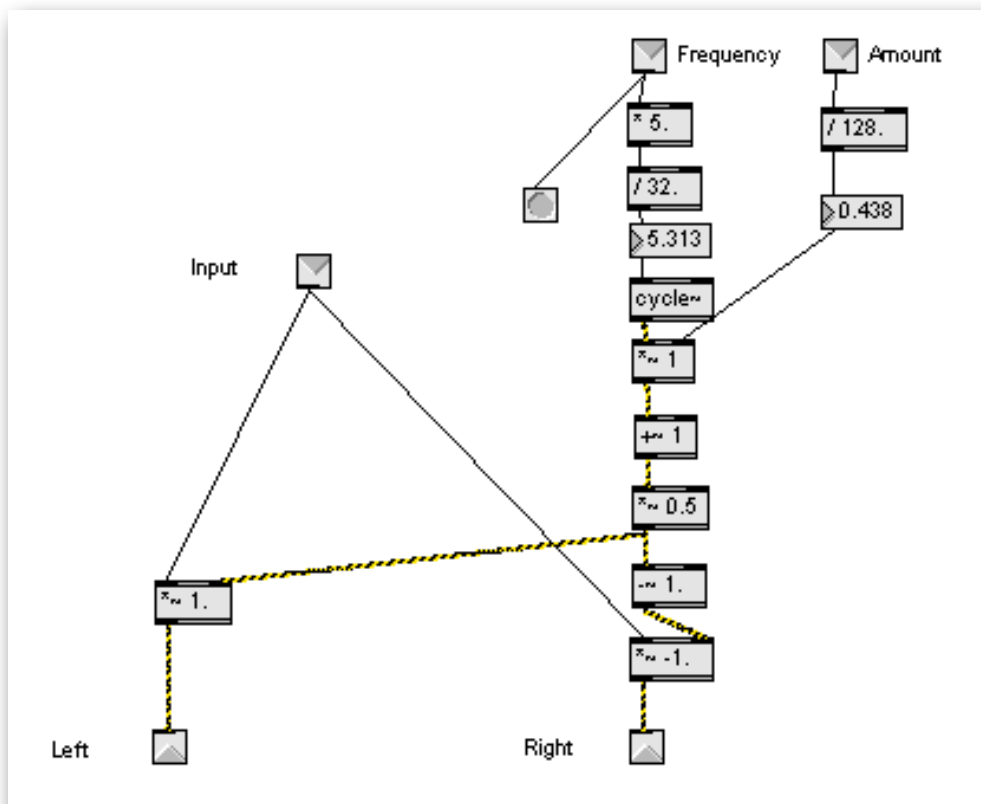 Frequency
Amount
* 5.
/ 128.
/ 32.
0.438
5.313
Input
cycle~
*~ 1
+~ 1
*~ 0.5
-~ 1.
*~ 1.
*~ -1.
Left
Right